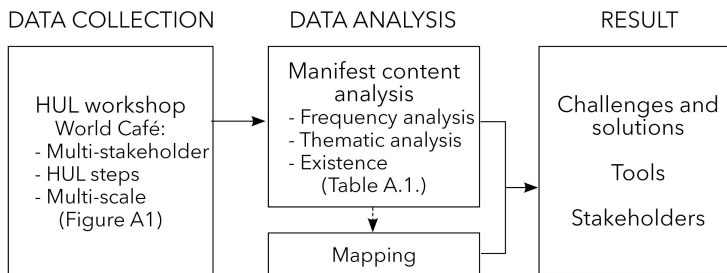 DATA COLLECTION
HUL workshop
World Café:
- Multi-stakeholder
- HUL steps
- Multi-scale
(Figure A1)
DATA ANALYSIS
Manifest content
analysis
- Frequency analysis
- Thematic analysis
- Existence
(Table A.1.)
Mapping
RESULT
Challenges and
solutions
Tools
Stakeholders